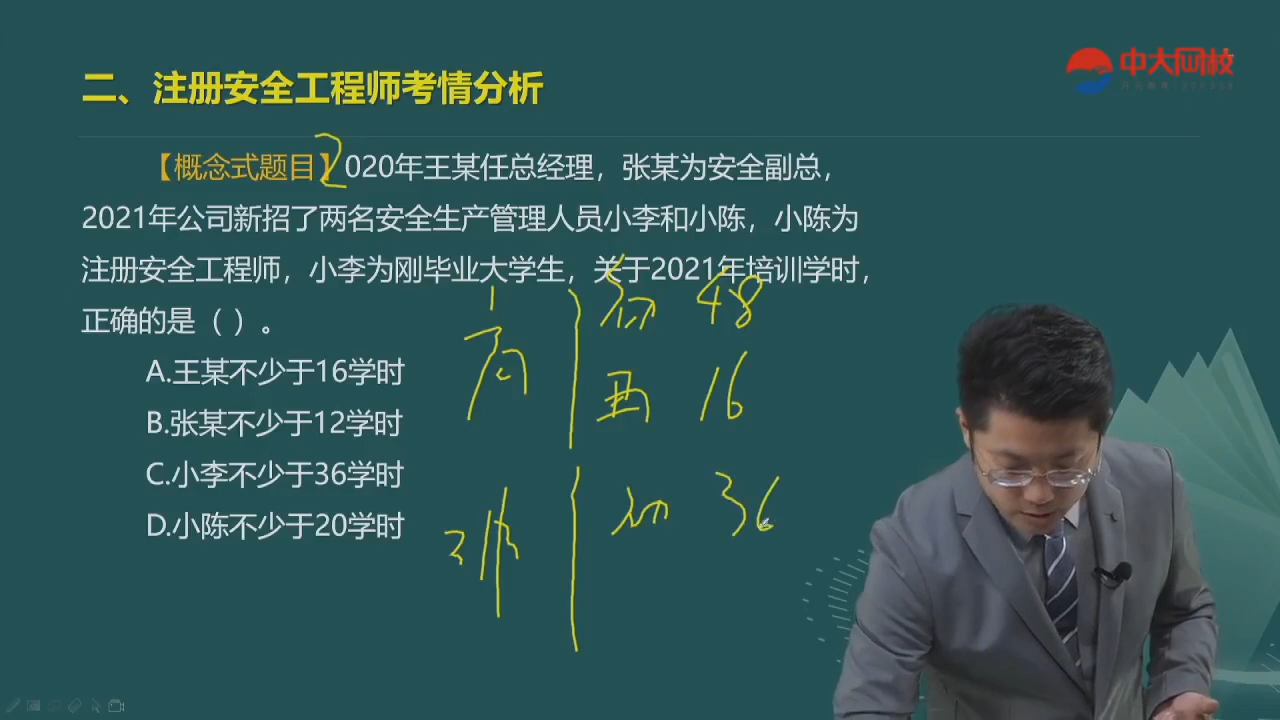 二、注册安全工程师考情分析
中大网校
【概念式题目】2020年王某任总经理，张某为安全副总，
2021年公司新招了两名安全生产管理人员小李和小陈，小陈为
注册安全工程师，小李为刚毕业大学生，关于2021年培训学时，
正确的是（ ）。
A.王某不少于16学时
B.张某不少于12学时
C.小李不少于36学时
D.小陈不少于20学时
初 48
再 16
初 36